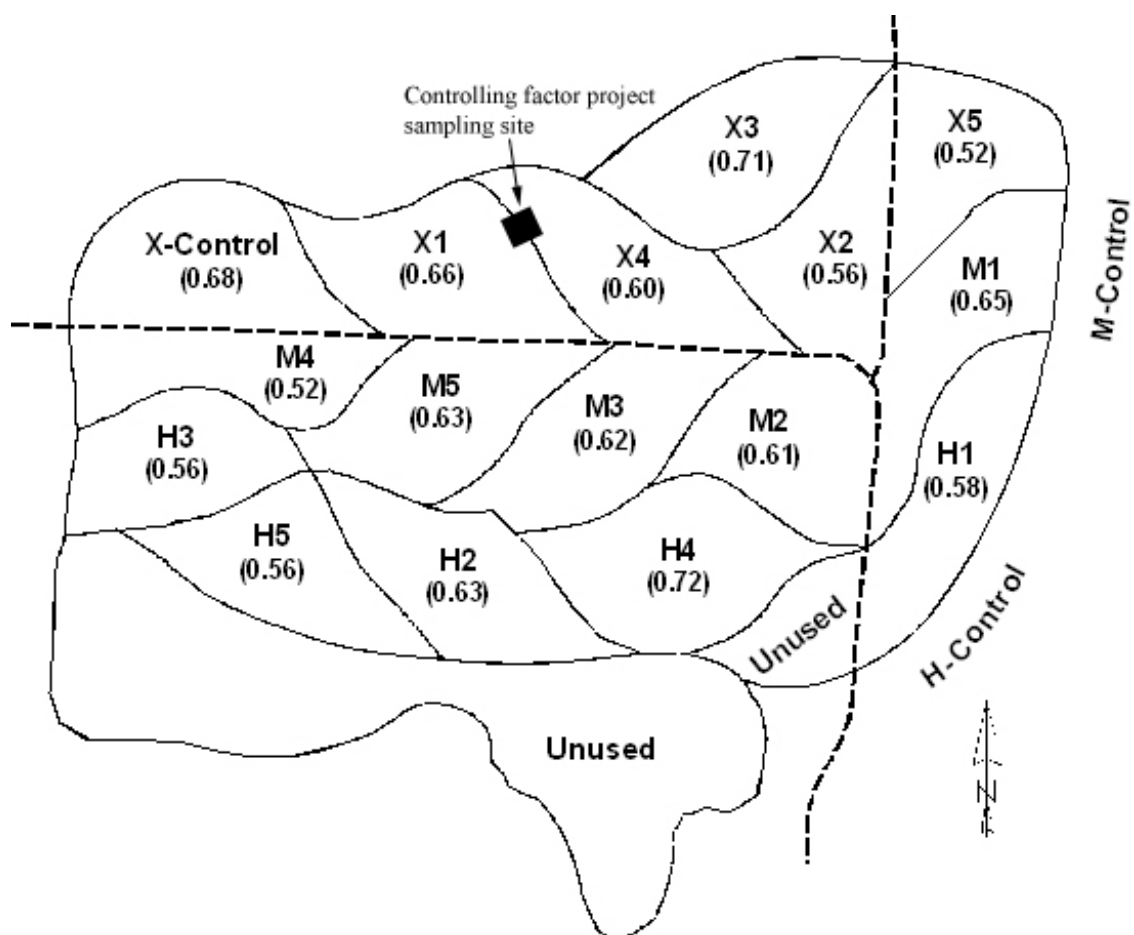 Controlling factor project
sampling site
X3
(0.71)
X5
(0.52)
X-Control
(0.68)
X1
(0.66)
X4
(0.60)
X2
(0.56)
M1
(0.65)
M-Control
M4
(0.52)
M5
(0.63)
M3
(0.62)
M2
(0.61)
H3
(0.56)
H1
(0.58)
H5
(0.56)
H2
(0.63)
H4
(0.72)
Unused
H-Control
Unused
N